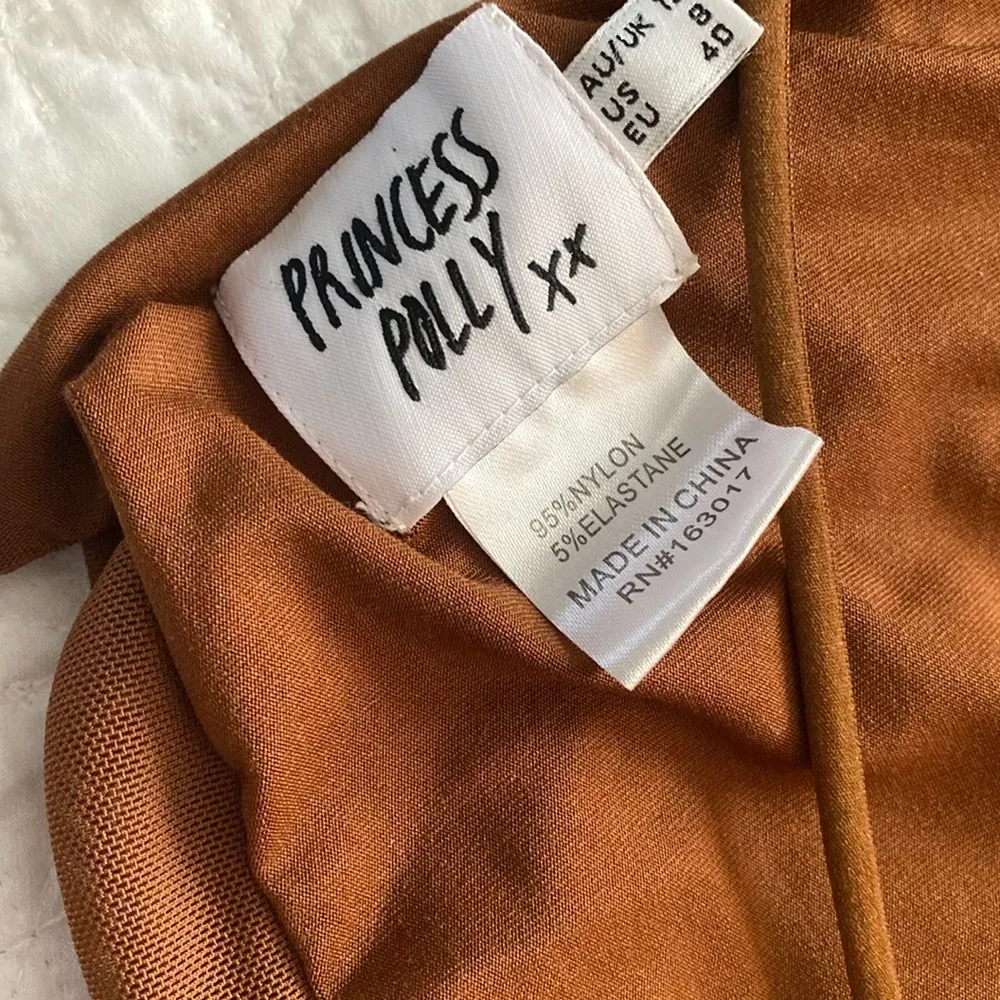 PRINCESS
POLLY xx
AU/UK
US 8
EU 40
95%NYLON
5%ELASTANE
MADE IN CHINA
RN#163017